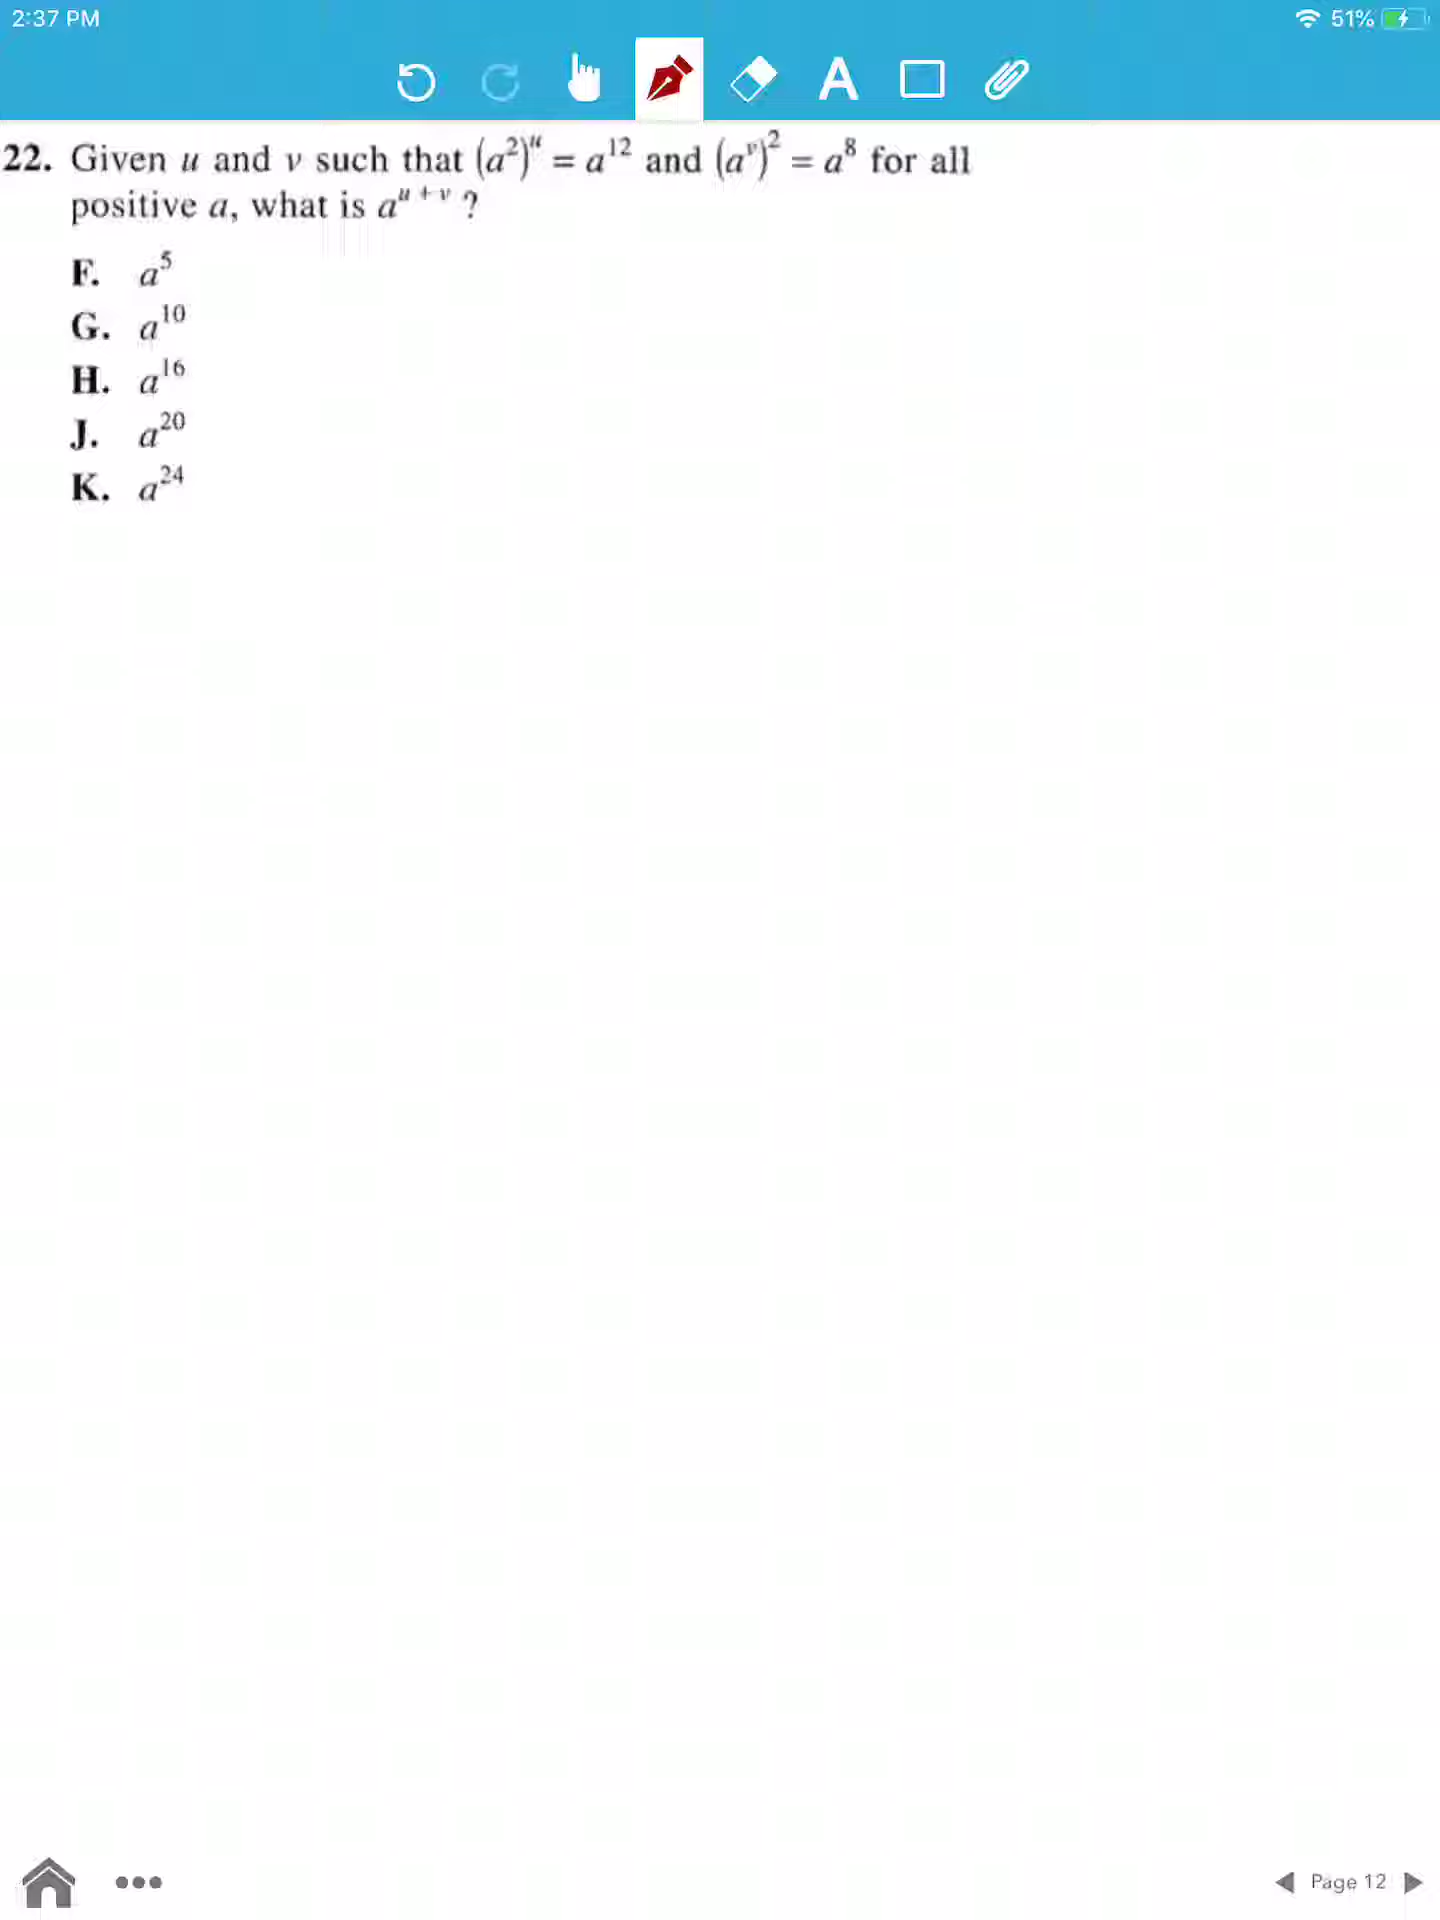 2:37 PM
51%
A
22. Given u and v such that (a²)ᵘ = a¹² and (aᵛ)² = a⁸ for all
positive a, what is aᵘ⁺ᵛ ?
F. a⁵
G. a¹⁰
H. a¹⁶
J. a²⁰
K. a²⁴
Page 12